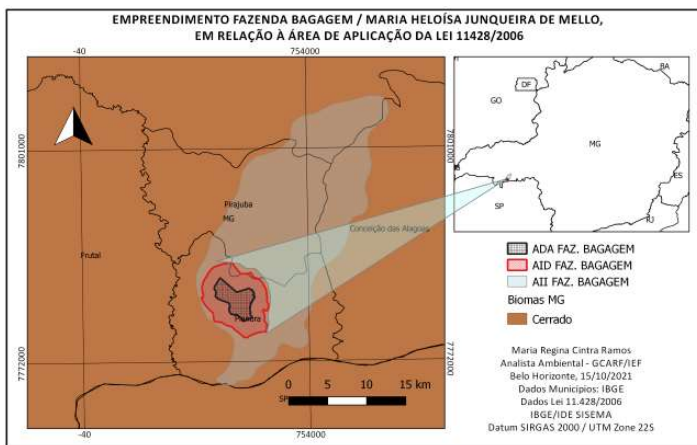 EMPREENDIMENTO FAZENDA BAGAGEM / MARIA HELOÍSA JUNQUEIRA DE MELLO,
EM RELAÇÃO À ÁREA DE APLICAÇÃO DA LEI 11428/2006
-40
754000
7801000
7801000
Pirajuba
MG
Conceição das Alagoas
Frutal
Planura
7772000
7772000
0 5 10 15 km
SP
-40
754000
BA
DF
GO
MG
ES
SP
RJ
ADA FAZ. BAGAGEM
AID FAZ. BAGAGEM
AII FAZ. BAGAGEM
Biomas MG
Cerrado
Maria Regina Cintra Ramos
Analista Ambiental - GCARF/IEF
Belo Horizonte, 15/10/2021
Dados Municípios: IBGE
Dados Lei 11.428/2006
IBGE/IDE SISEMA
Datum SIRGAS 2000 / UTM Zone 22S